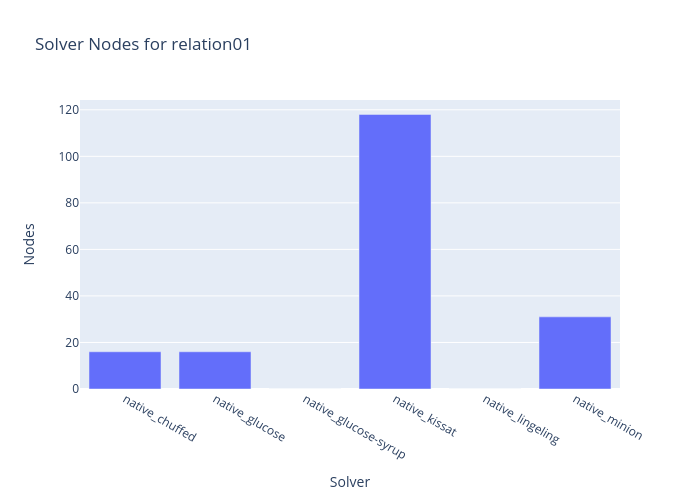 Solver Nodes for relation01
120
100
80
60
40
20
0
Nodes
native_chuffed
native_glucose
native_glucose-syrup
native_kissat
native_lingeling
native_minion
Solver